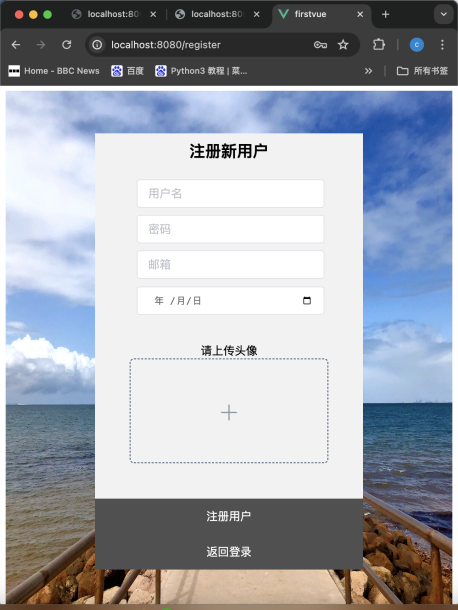 localhost:80
localhost:80
firstvue
localhost:8080/register
Home - BBC News
百度
Python3 教程 | 菜...
所有书签
注册新用户
用户名
密码
邮箱
年 /月/日
请上传头像
注册用户
返回登录